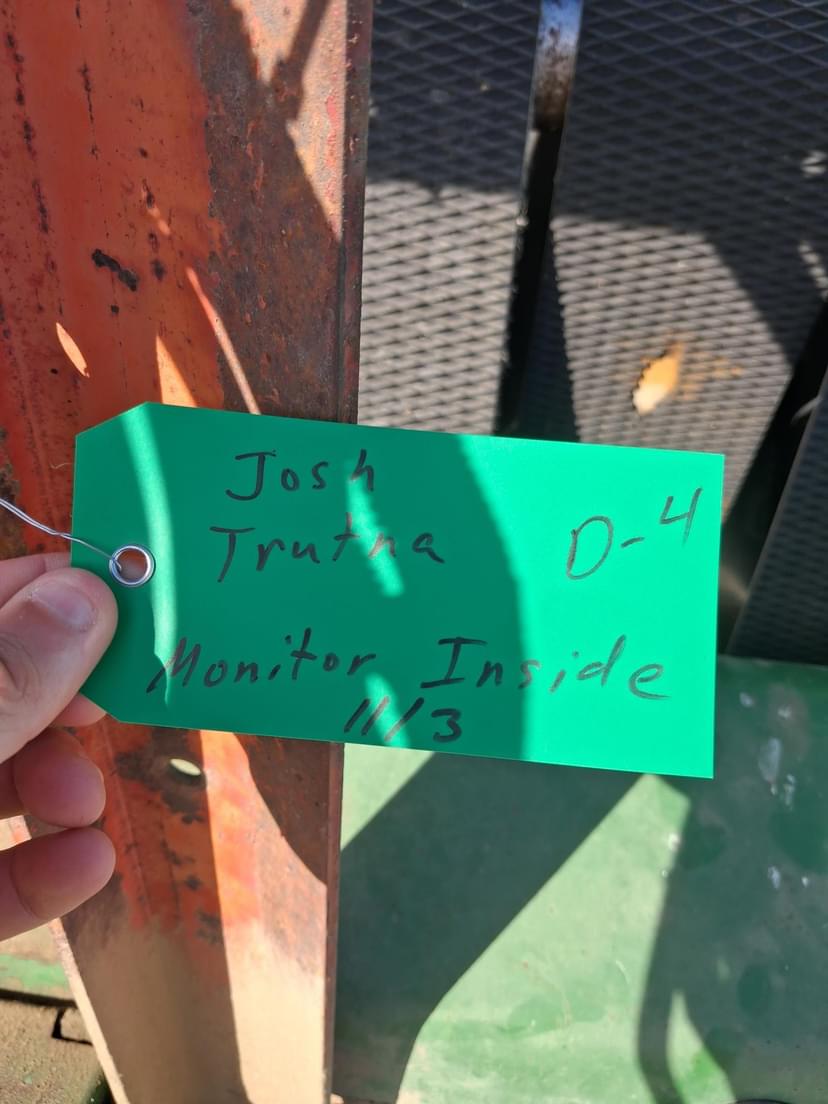 Josh
Trutna
D-4
Monitor Inside
11/3